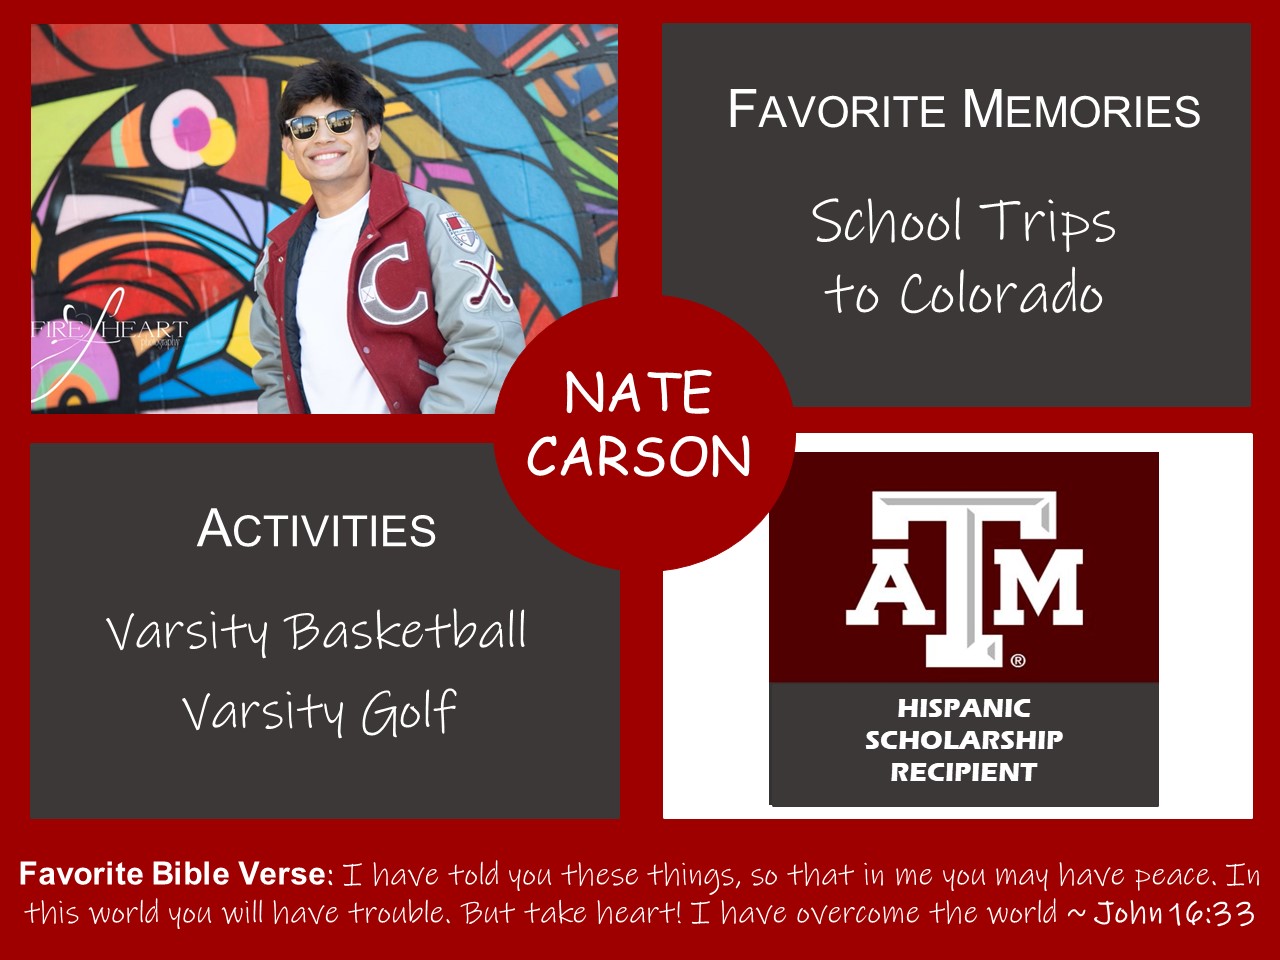 FIRE HEART
photography
C
FAVORITE MEMORIES
School Trips
to Colorado
NATE
CARSON
ACTIVITIES
Varsity Basketball
Varsity Golf
ATM
®
HISPANIC
SCHOLARSHIP
RECIPIENT
Favorite Bible Verse: I have told you these things, so that in me you may have peace. In
this world you will have trouble. But take heart! I have overcome the world ~ John 16:33